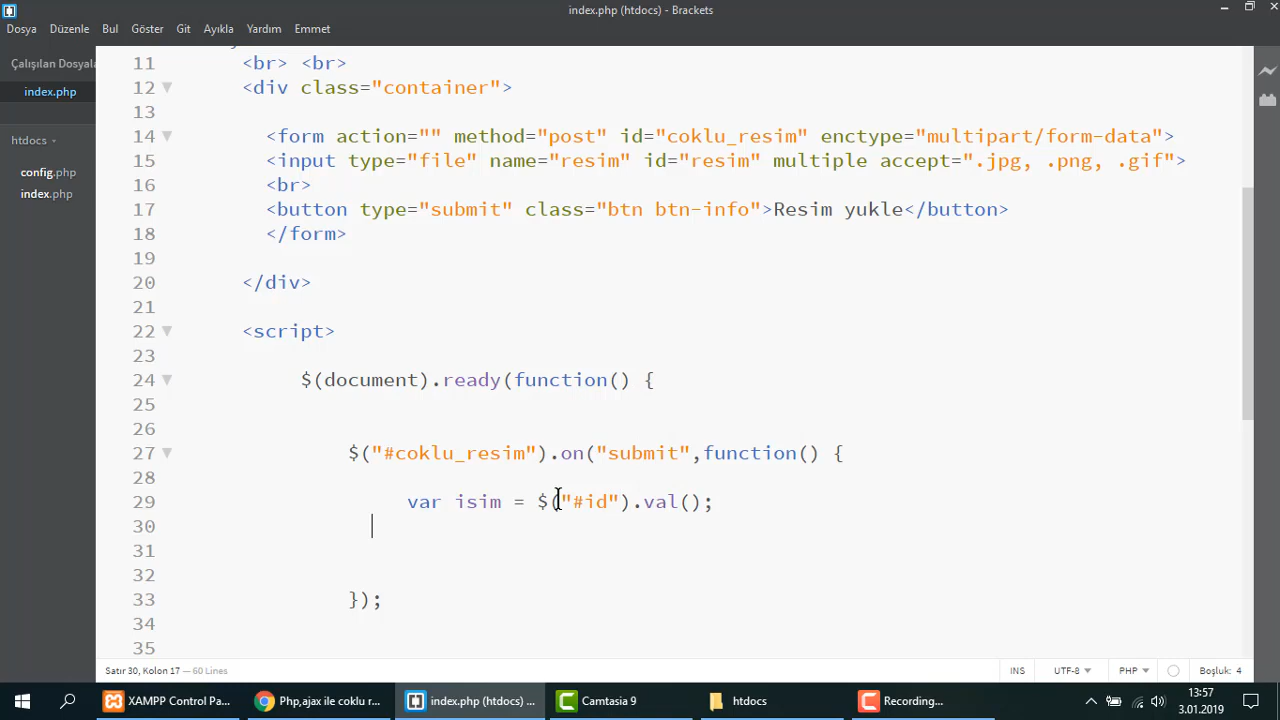 index.php (htdocs) - Brackets
Dosya Düzenle Bul Göster Git Ayıkla Yardım Emmet
Çalışılan Dosyala
index.php
htdocs
config.php
index.php
11 <br> <br>
12 <div class="container">
13
14 <form action="" method="post" id="coklu_resim" enctype="multipart/form-data">
15 <input type="file" name="resim" id="resim" multiple accept=".jpg, .png, .gif">
16 <br>
17 <button type="submit" class="btn btn-info">Resim yukle</button>
18 </form>
19
20 </div>
21
22 <script>
23
24 $(document).ready(function() {
25
26
27 $("#coklu_resim").on("submit",function() {
28
29 var isim = $("#id").val();
30
31
32
33 });
34
35
Satır 30, Kolon 17 — 60 Lines
INS UTF-8 PHP Boşluk: 4
XAMPP Control Pa...
Php,ajax ile coklu r...
index.php (htdocs) ...
Camtasia 9
htdocs
Recording...
13:57
3.01.2019